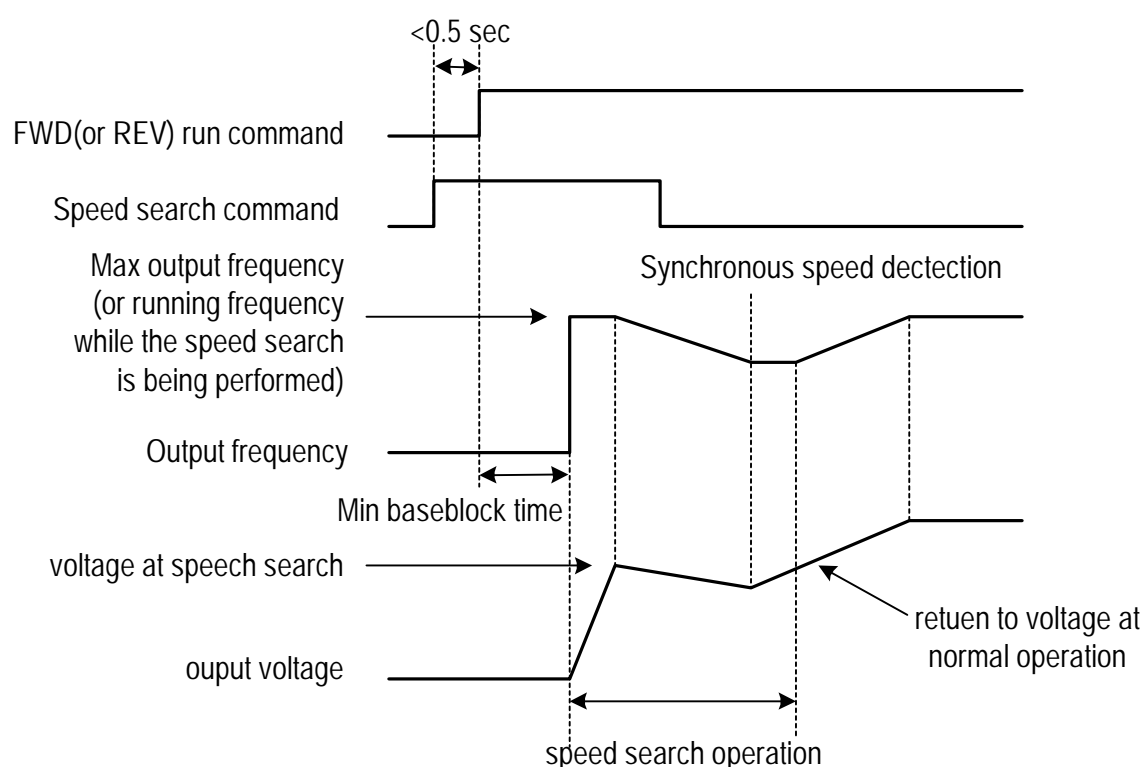 <0.5 sec
FWD(or REV) run command
Speed search command
Max output frequency
(or running frequency
while the speed search
is being performed)
Synchronous speed dectection
Output frequency
Min baseblock time
voltage at speech search
retuen to voltage at
normal operation
ouput voltage
speed search operation